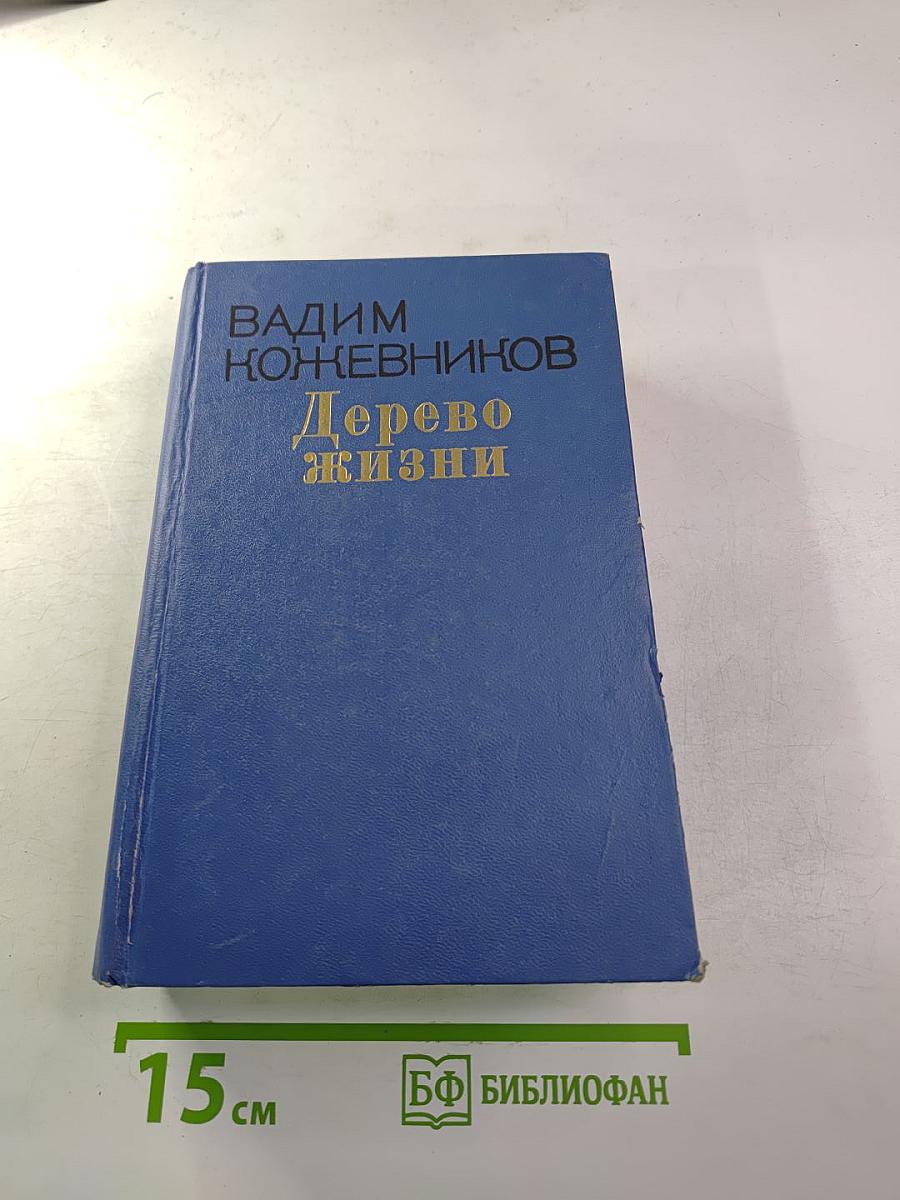 ВАДИМ
КОЖЕВНИКОВ
Дерево
жизни
15 см
БФ БИБЛИОФАН